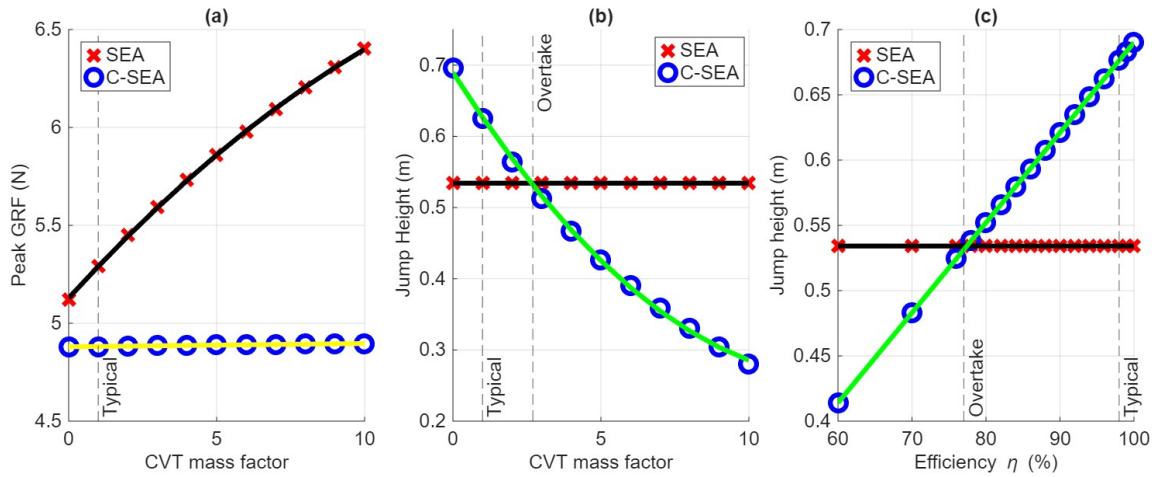 (a)
SEA
C-SEA
Peak GRF (N)
6.5
6
5.5
5
4.5
Typical
0
5
10
CVT mass factor
(b)
SEA
C-SEA
Jump Height (m)
0.7
0.6
0.5
0.4
0.3
0.2
Typical
Overtake
0
5
10
CVT mass factor
(c)
SEA
C-SEA
Jump height (m)
0.7
0.65
0.6
0.55
0.5
0.45
0.4
Overtake
Typical
60
70
80
90
100
Efficiency η (%)